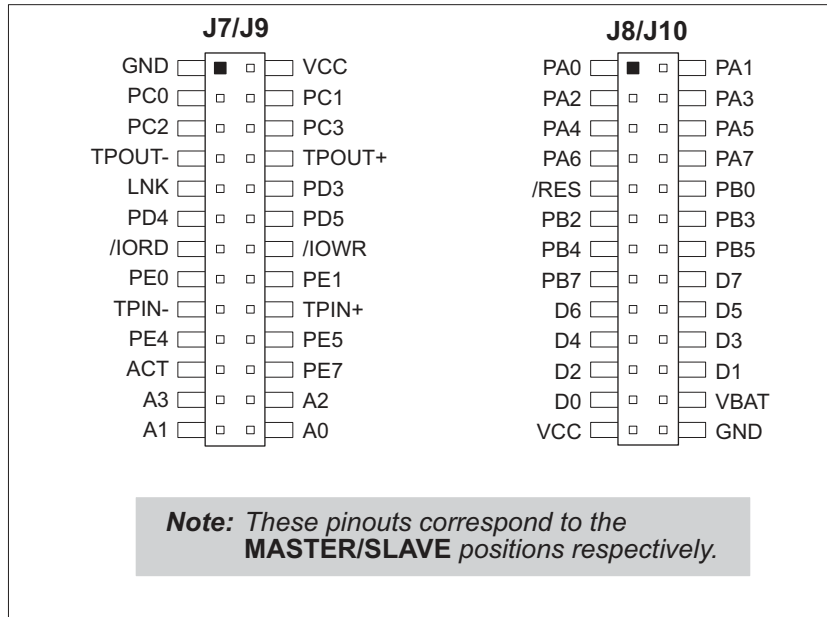 J7/J9
GND VCC
PC0 PC1
PC2 PC3
TPOUT- TPOUT+
LNK PD3
PD4 PD5
/IORD /IOWR
PE0 PE1
TPIN- TPIN+
PE4 PE5
ACT PE7
A3 A2
A1 A0
J8/J10
PA0 PA1
PA2 PA3
PA4 PA5
PA6 PA7
/RES PB0
PB2 PB3
PB4 PB5
PB7 D7
D6 D5
D4 D3
D2 D1
D0 VBAT
VCC GND
Note: These pinouts correspond to the
MASTER/SLAVE positions respectively.